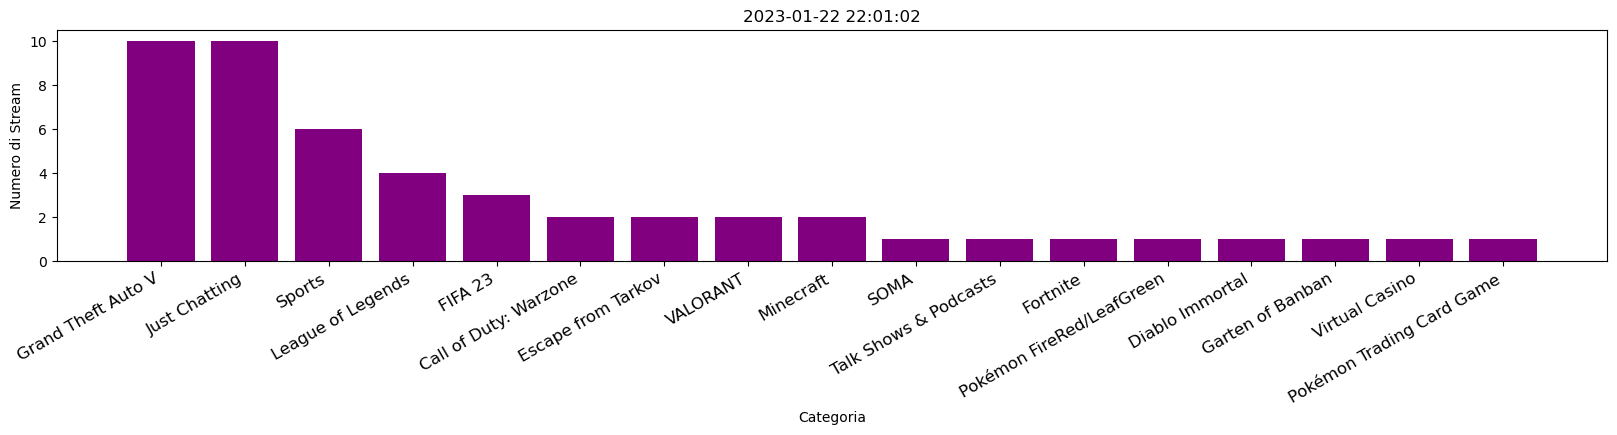 2023-01-22 22:01:02
Numero di Stream
10
8
6
4
2
0
Grand Theft Auto V
Just Chatting
Sports
League of Legends
FIFA 23
Call of Duty: Warzone
Escape from Tarkov
VALORANT
Minecraft
SOMA
Talk Shows & Podcasts
Fortnite
Pokémon FireRed/LeafGreen
Diablo Immortal
Garten of Banban
Virtual Casino
Pokémon Trading Card Game
Categoria